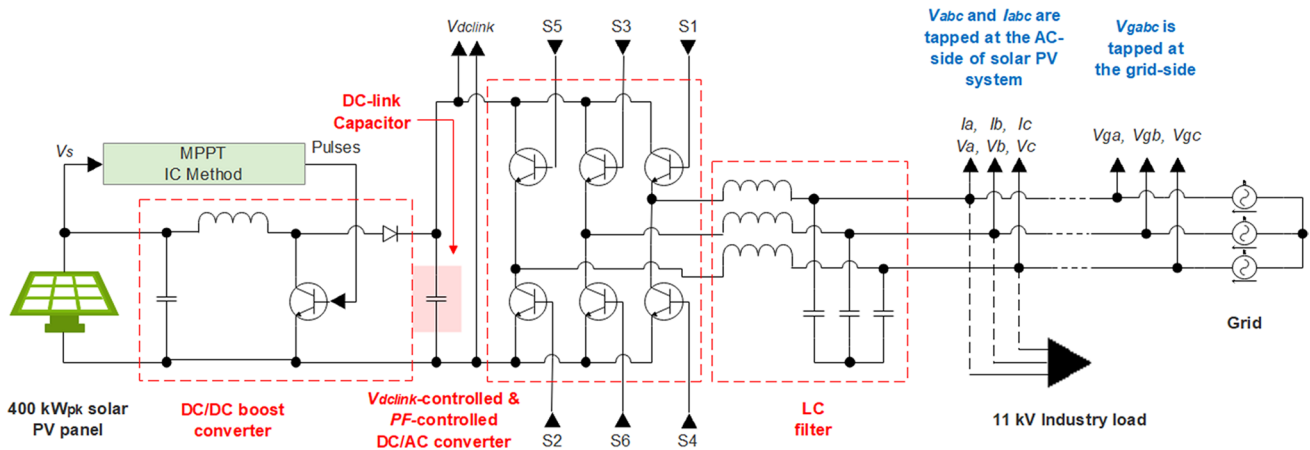 Vdclink
S5
S3
S1
Vabc and Iabc are
tapped at the AC-
side of solar PV
system
Vgabc is
tapped at
the grid-side
DC-link
Capacitor
Vs
MPPT
IC Method
Pulses
Ia, Ib, Ic
Va, Vb, Vc
Vga, Vgb, Vgc
Grid
400 kWpk solar
PV panel
DC/DC boost
converter
Vdclink-controlled &
PF-controlled
DC/AC converter
S2
S6
S4
LC
filter
11 kV Industry load